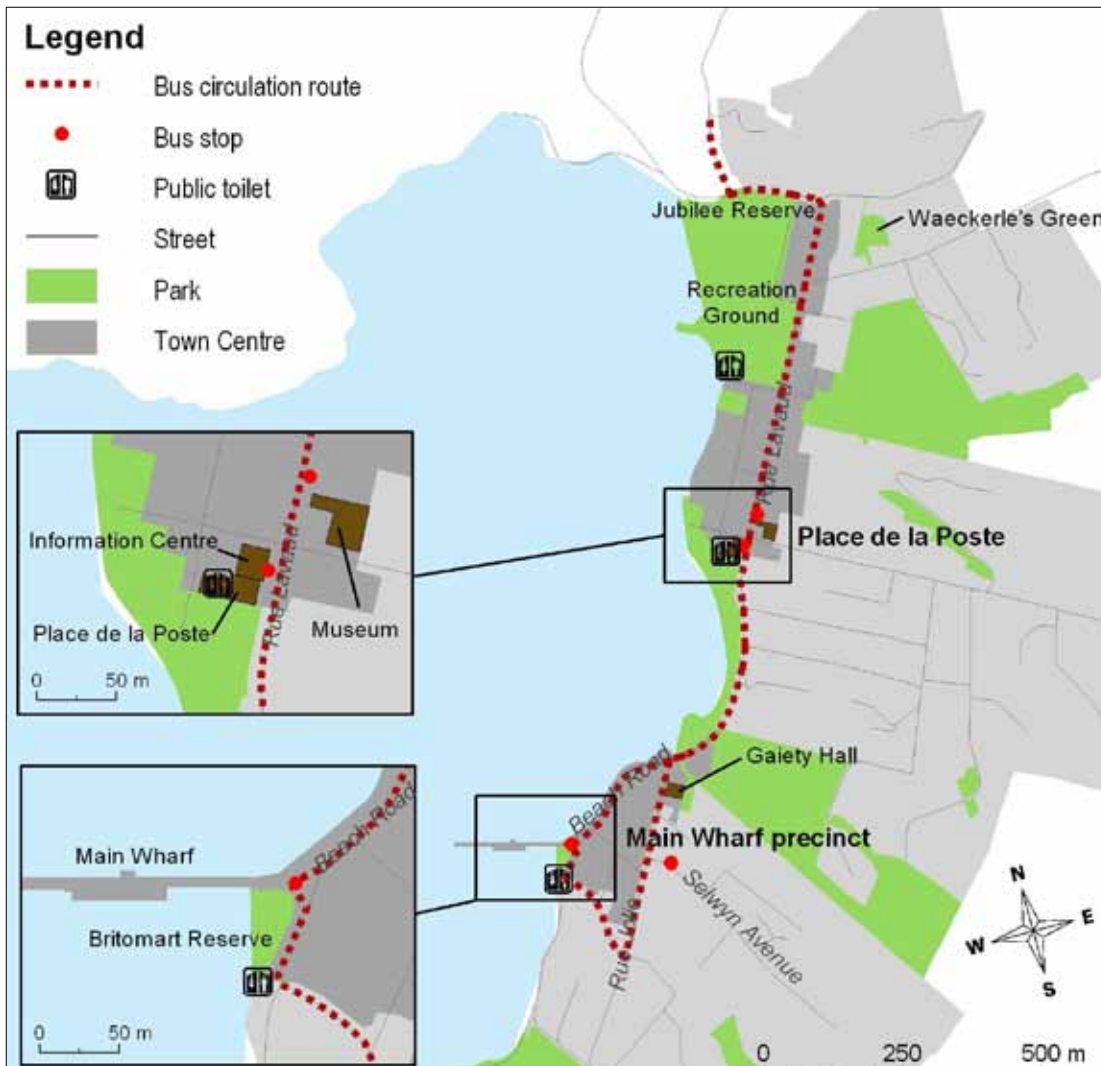 Legend
Bus circulation route
Bus stop
Public toilet
Street
Park
Town Centre
Jubilee Reserve
Waeckerle's Green
Recreation
Ground
Rue Lavaud
Place de la Poste
Information Centre
Rue Lavaud
Place de la Poste
Museum
0 50 m
Gaiety Hall
Beach Road
Main Wharf precinct
Selwyn Avenue
Rue Jolie
Beach Road
Main Wharf
Britomart Reserve
0 50 m
N
W E
S
0 250 500 m